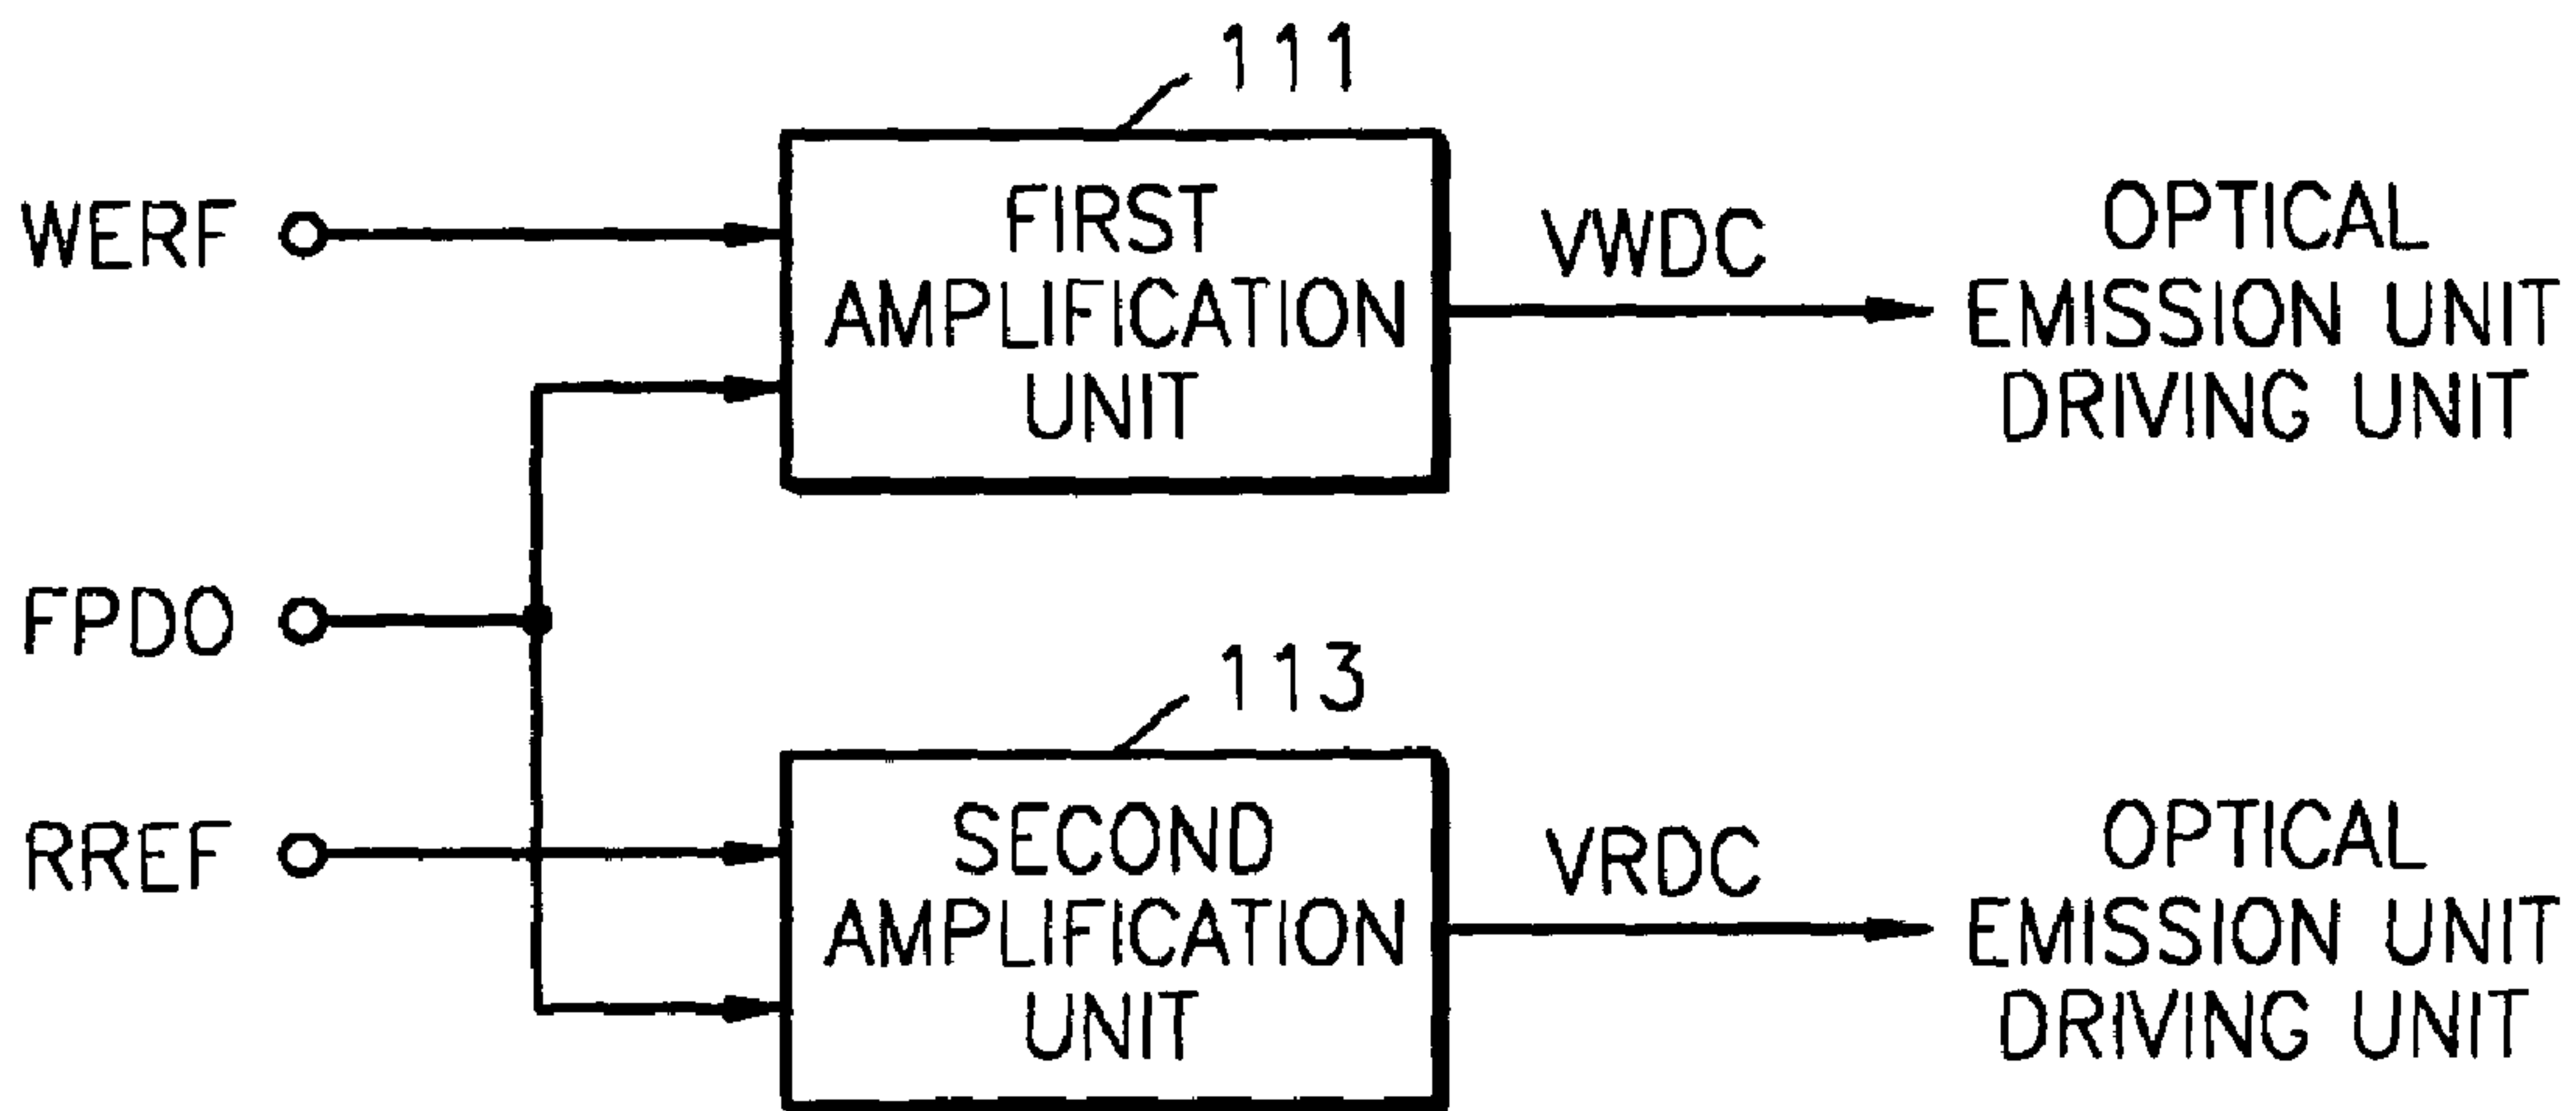 111
WERF
FIRST
AMPLIFICATION
UNIT
VWDC
OPTICAL
EMISSION UNIT
DRIVING UNIT
FPDO
113
RREF
SECOND
AMPLIFICATION
UNIT
VRDC
OPTICAL
EMISSION UNIT
DRIVING UNIT